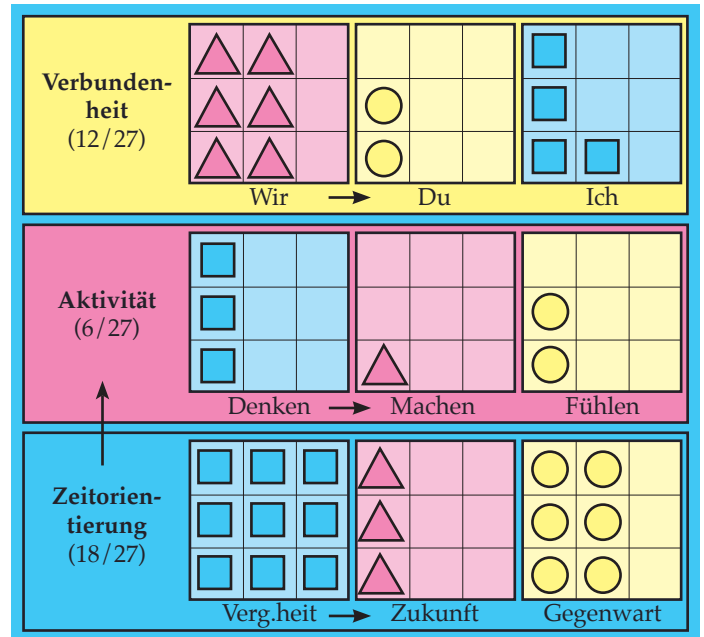 Verbunden-
heit
(12/27)
Wir → Du Ich
Aktivität
(6/27)
Denken → Machen Fühlen
Zeitorien-
tierung
(18/27)
Verg.heit → Zukunft Gegenwart